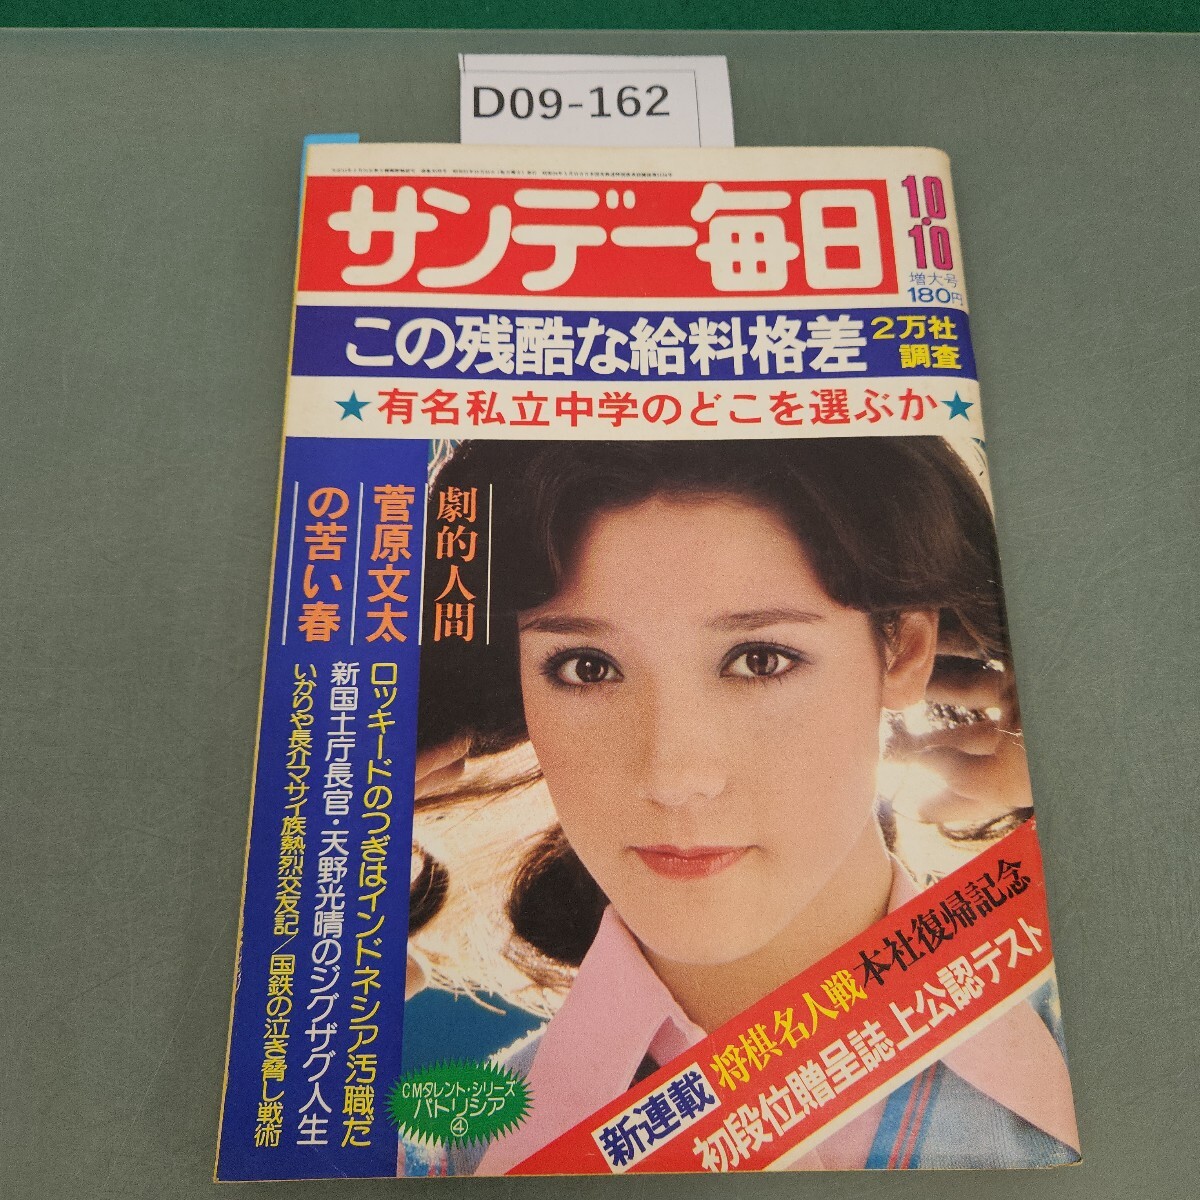 D09-162
サンデー毎日
10.10
増大号
180円
この残酷な給料格差
2万社
調査
★有名私立中学のどこを選ぶか★
劇的人間
菅原文太
の苦い春
ロッキードのつぎはインドネシア汚職だ
新国土庁長官・天野光晴のジグザグ人生
いかりや長介マサイ族熱烈交友記／国鉄の泣き脅し戦術
CMタレント・シリーズ
パトリシア
④
新連載
将棋名人戦本社復帰記念
初段位贈呈誌上公認テスト